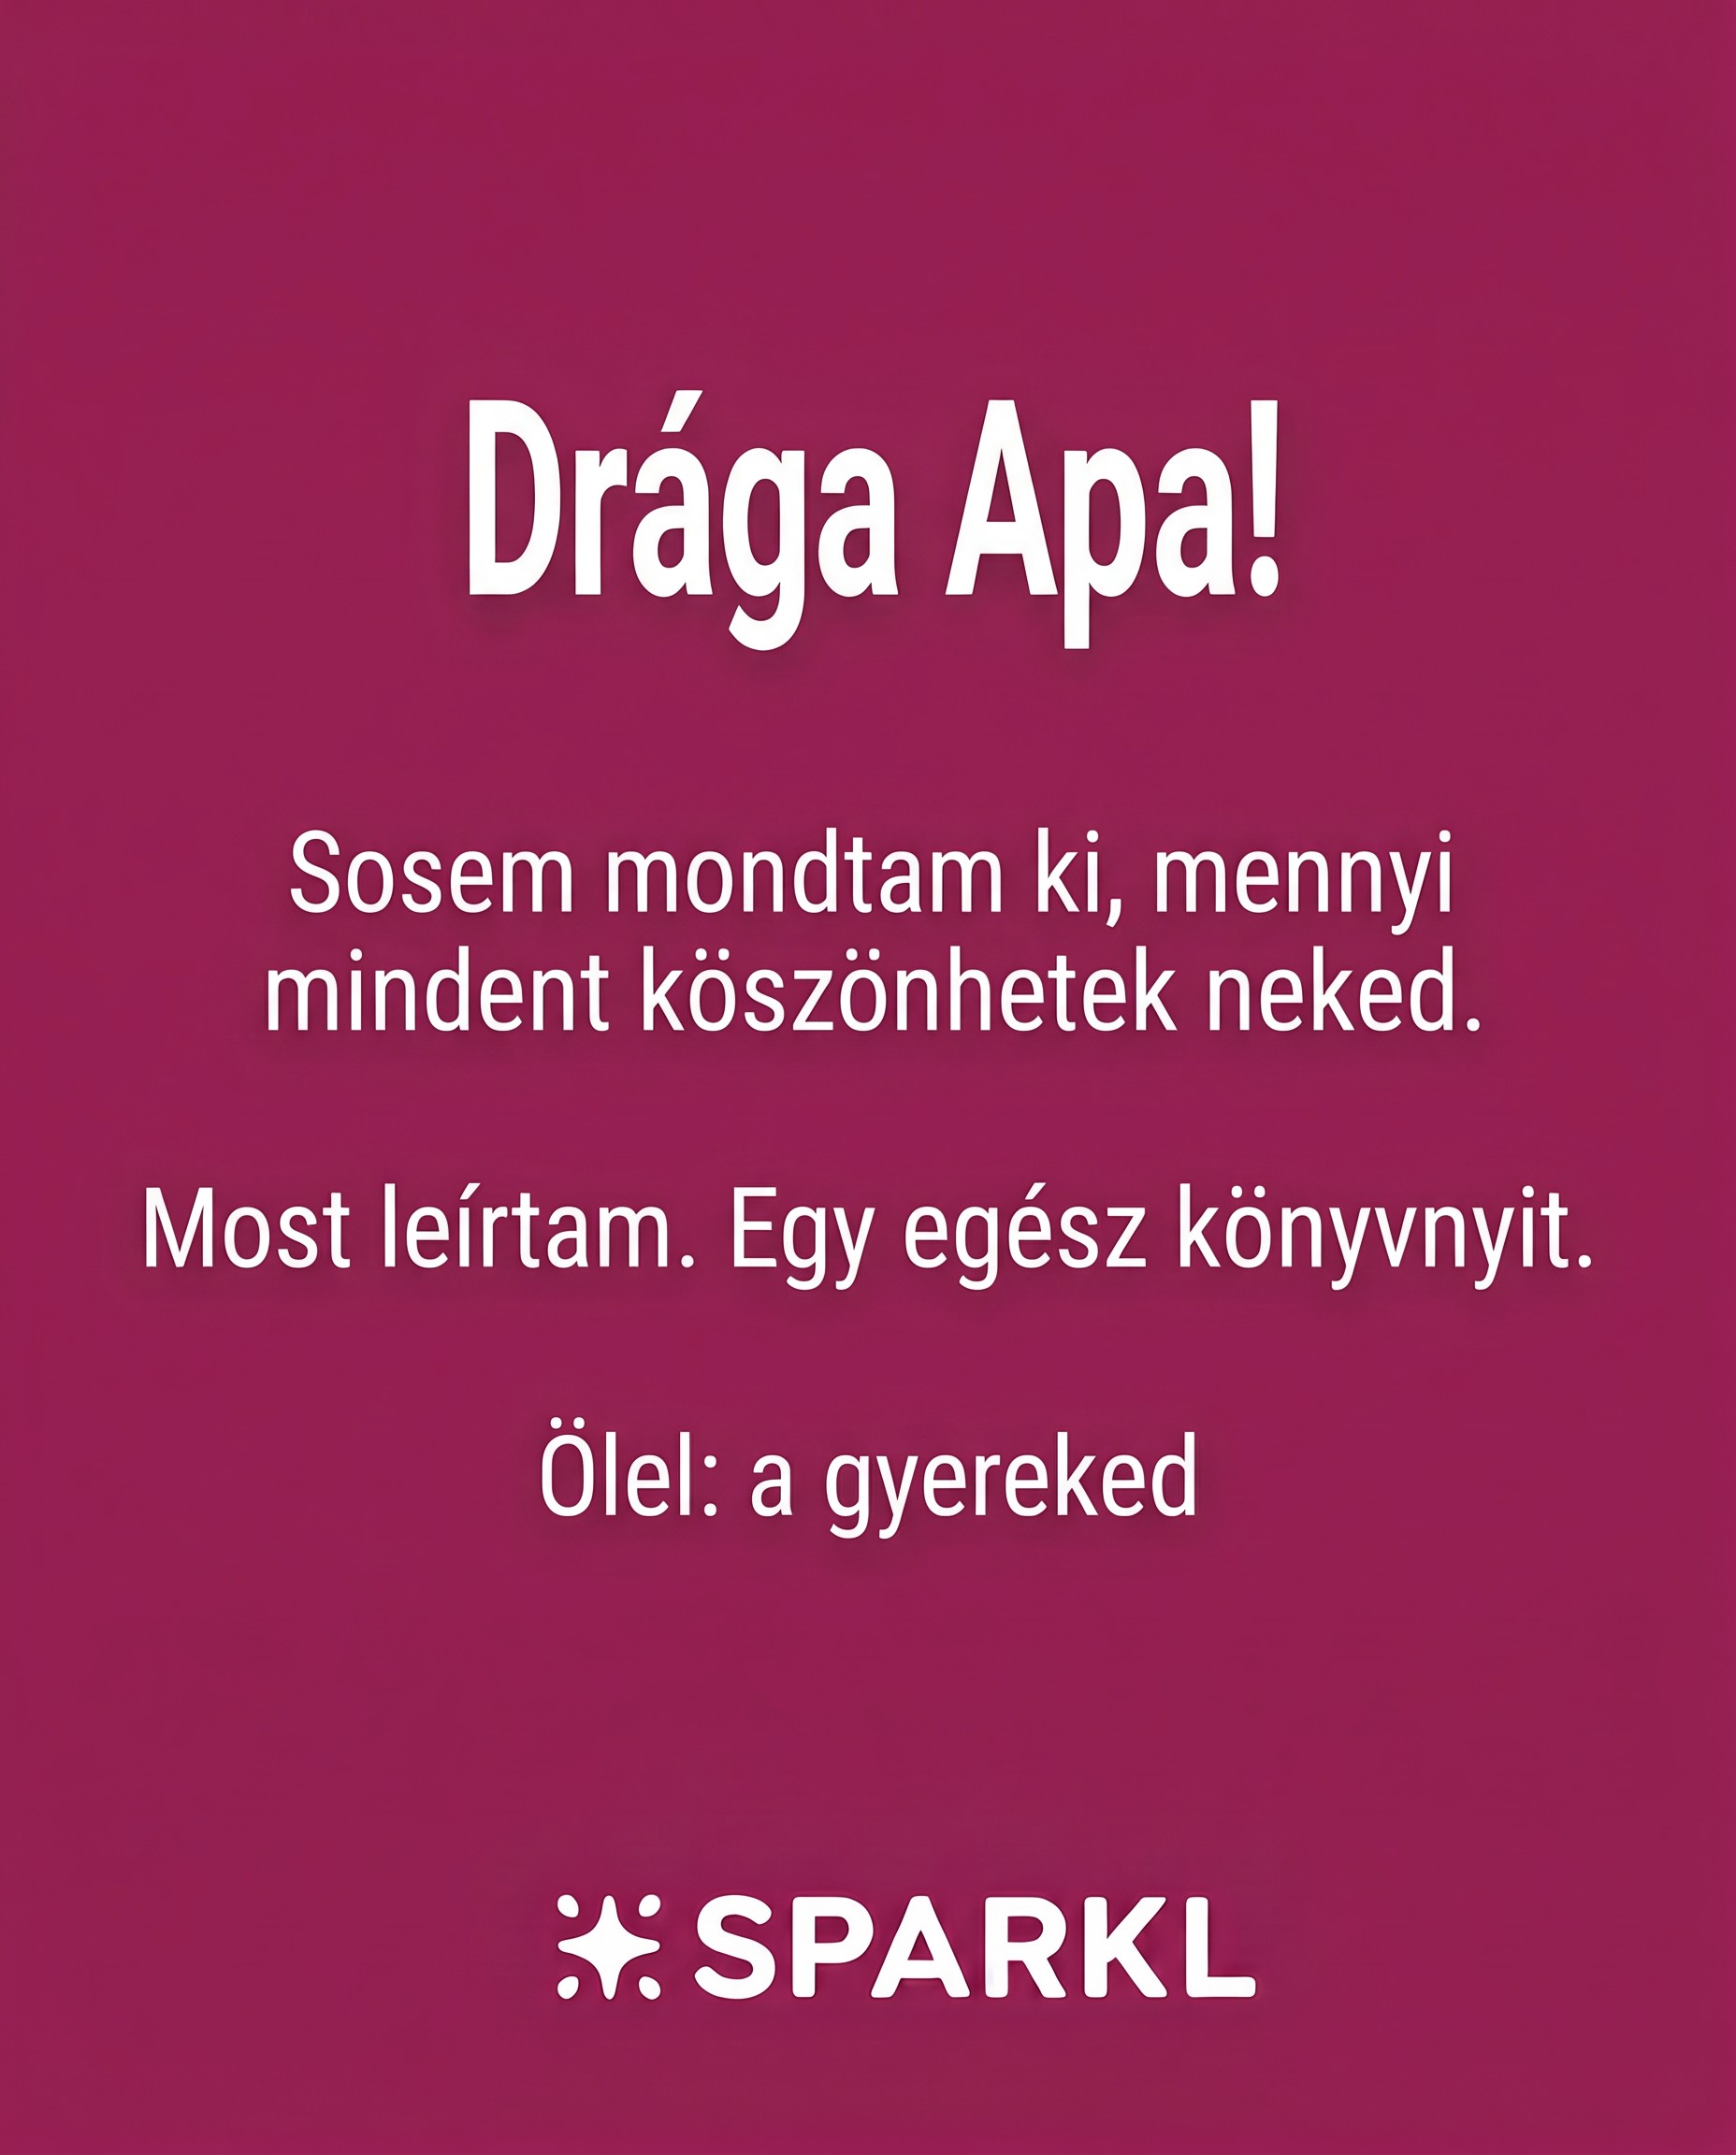 Drága Apa!
Sosem mondtam ki, mennyi
mindent köszönhetek neked.
Most leírtam. Egy egész könyvnyit.
Ölel: a gyereked
SPARKL